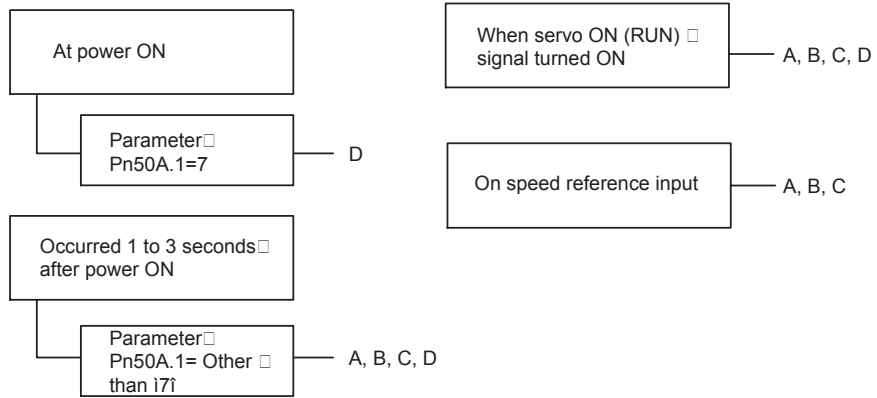 At power ON
Parameter□
Pn50A.1=7
D
Occurred 1 to 3 seconds□
after power ON
Parameter□
Pn50A.1= Other □
than ì7î
A, B, C, D
When servo ON (RUN) □
signal turned ON
A, B, C, D
On speed reference input
A, B, C